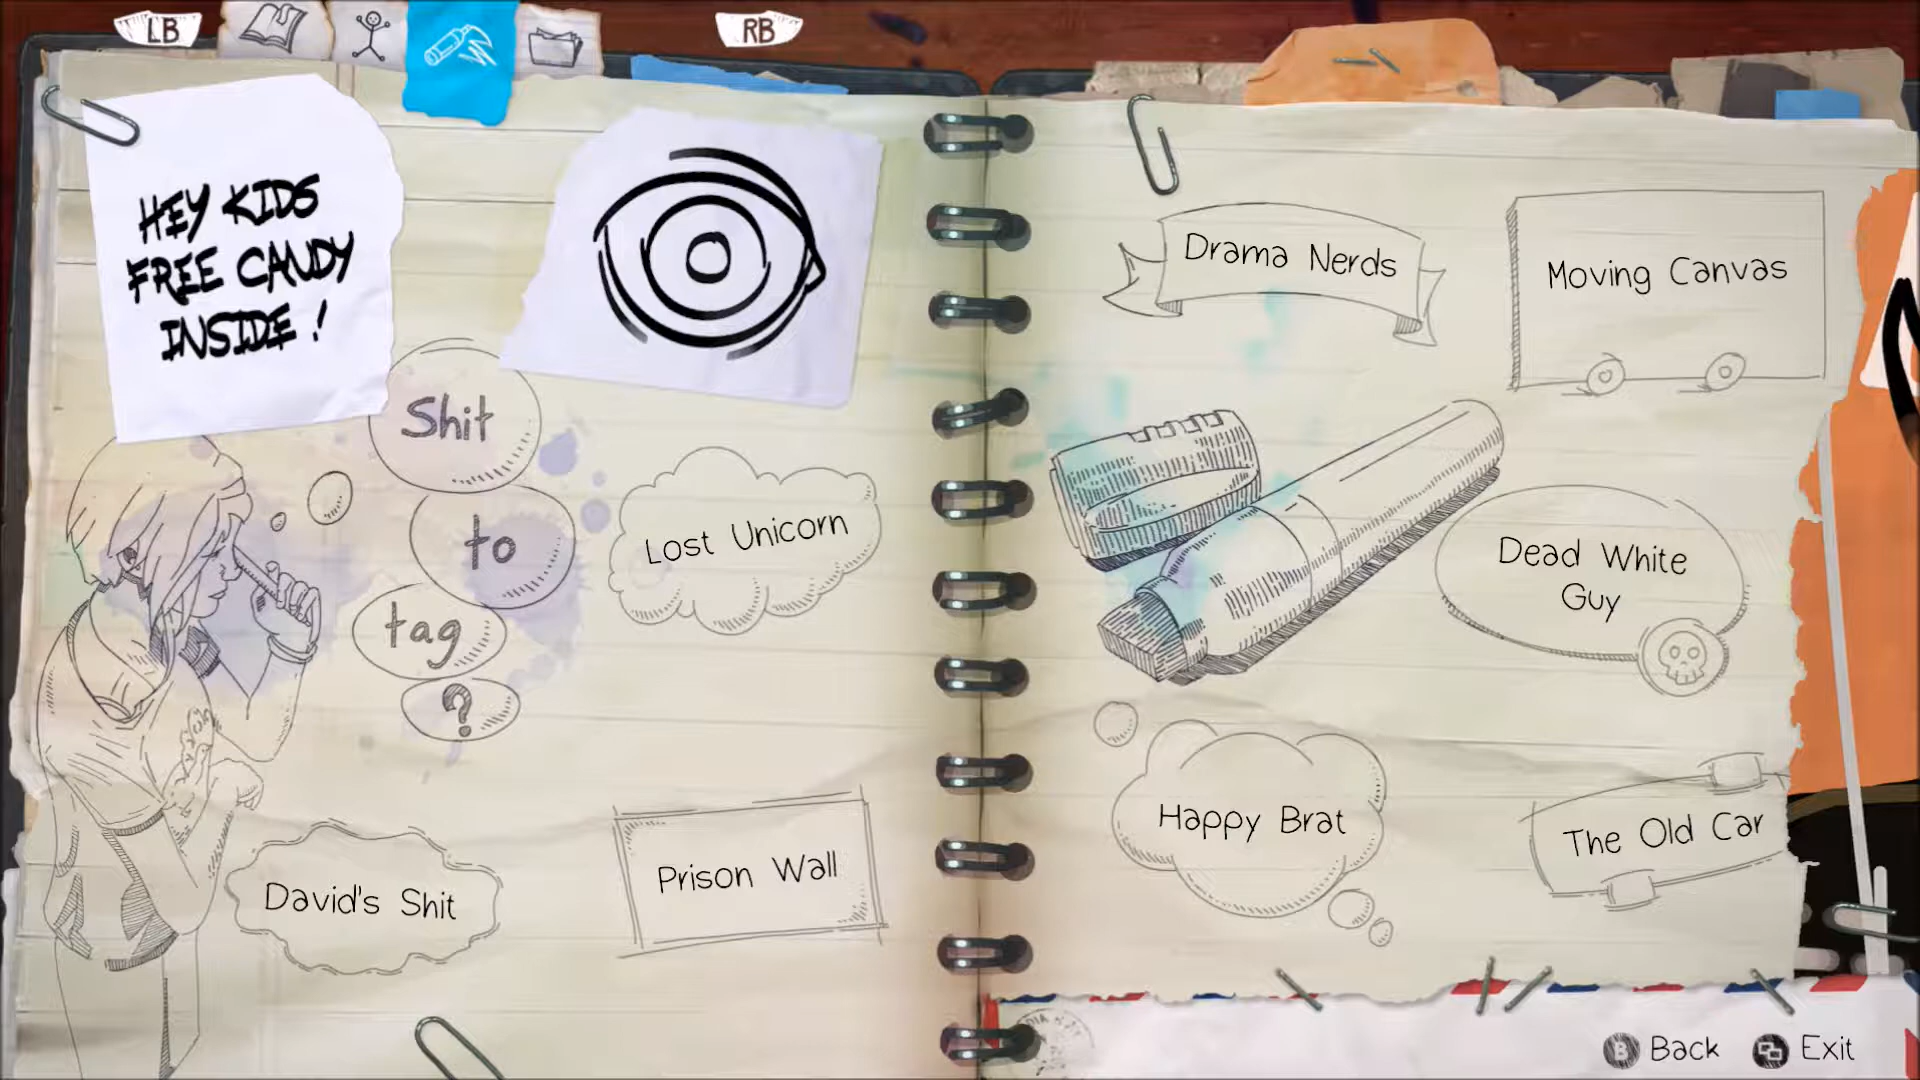 LB
RB
HEY KIDS
FREE CANDY
INSIDE!
Shit
to
tag
?
Lost Unicorn
David's Shit
Prison Wall
Drama Nerds
Moving Canvas
Dead White
Guy
Happy Brat
The Old Car
B Back
Exit